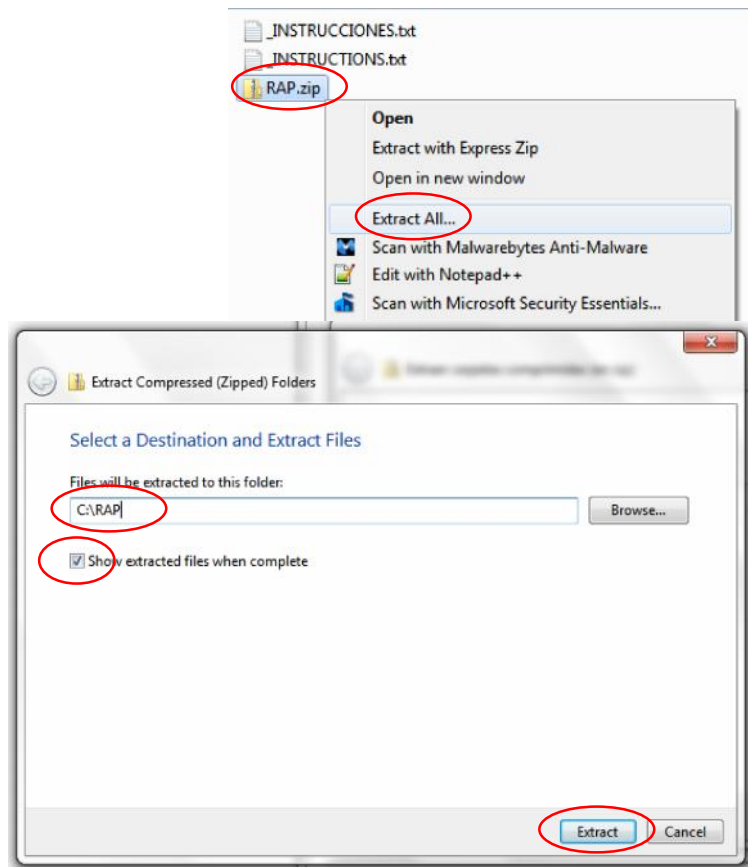 _INSTRUCCIONES.txt
_INSTRUCTIONS.txt
RAP.zip
Open
Extract with Express Zip
Open in new window
Extract All...
Scan with Malwarebytes Anti-Malware
Edit with Notepad++
Scan with Microsoft Security Essentials...
Extract Compressed (Zipped) Folders
Select a Destination and Extract Files
Files will be extracted to this folder:
C:\RAP
Browse...
Show extracted files when complete
Extract
Cancel